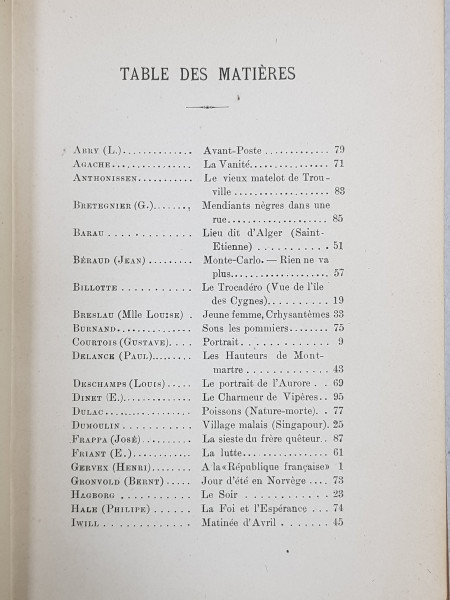 TABLE DES MATIÈRES
ABRY (L.).............. Avant-Poste ............. 79
AGACHE............... La Vanité................ 71
ANTHONISSEN.......... Le vieux matelot de Trou-
ville ................... 83
BRETEGNIER (G.)......., Mendiants nègres dans une
rue.................... 85
BARAU . . . . . . . . . . . . Lieu dit d'Alger (Saint-
Etienne) . . . . . . . . . . 51
BÉRAUD (JEAN) ......... Monte-Carlo. — Rien ne va
plus.................... 57
BILLOTTE . . . . . . . . . . Le Trocadéro (Vue de l'île
des Cygnes)........... 19
BRESLAU (Mlle LOUISE) . Jeune femme, Crhysantèmes 33
BURNAND.............. Sous les pommiers........ 75
COURTOIS (GUSTAVE). . . . Portrait. . . . . . . . . . . . . 9
DELANCE (PAUL)......... Les Hauteurs de Mont-
martre . . . . . . . . . . . . 43
DESCHAMPS (LOUIS) ..... Le portrait de l'Aurore . . 69
DINET (E.)............. Le Charmeur de Vipères.. 95
DULAC................. Poissons (Nature-morte). . 77
DUMOULIN . . . . . . . . . . Village malais (Singapour). 25
FRAPPA (JOSÉ) .......... La sieste du frère quêteur.. 87
FRIANT (E.) ............ La lutte.................. 61
GERVEX (HENRI)........ A la «République française» 1
GRONVOLD (BERNT) ..... Jour d'été en Norvège .... 73
HAGBORG . . . . . . . . . . Le Soir . . . . . . . . . . . . 23
HALE (PHILIPE) . . . . . . La Foi et l'Espérance . . . 74
IWILL . . . . . . . . . . . . Matinée d'Avril . . . . . . . 45